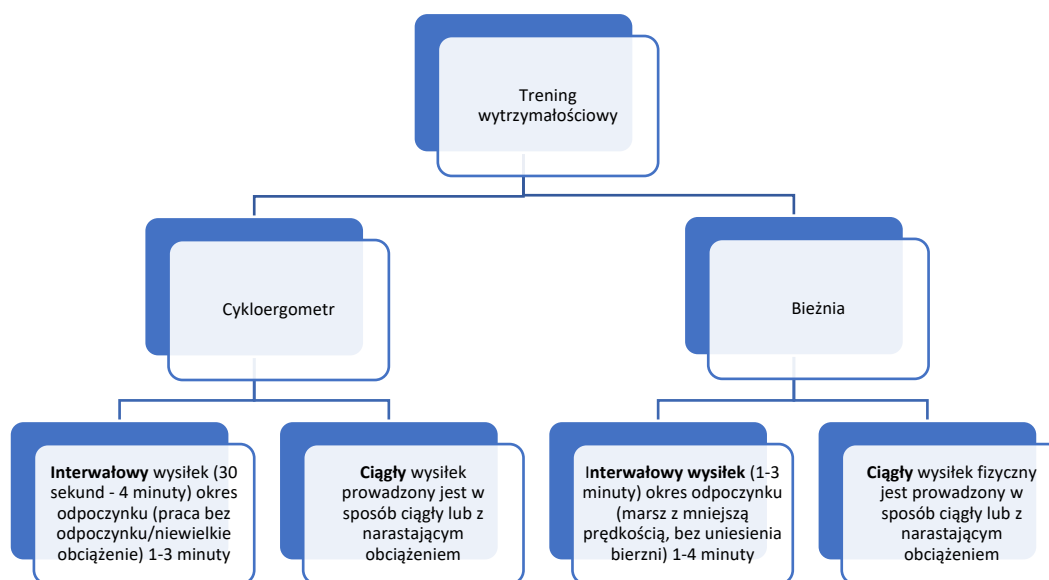 Trening
wytrzymałościowy
Cykloergometr
Bieżnia
Interwałowy wysiłek (30
sekund - 4 minuty) okres
odpoczynku (praca bez
odpoczynku/niewielkie
obciążenie) 1-3 minuty
Ciągły wysiłek
prowadzony jest w
sposób ciągły lub z
narastającym
obciążeniem
Interwałowy wysiłek (1-3
minuty) okres odpoczynku
(marsz z mniejszą
prędkością, bez uniesienia
bierzni) 1-4 minuty
Ciągły wysiłek fizyczny
jest prowadzony w
sposób ciągły lub z
narastającym
obciążeniem